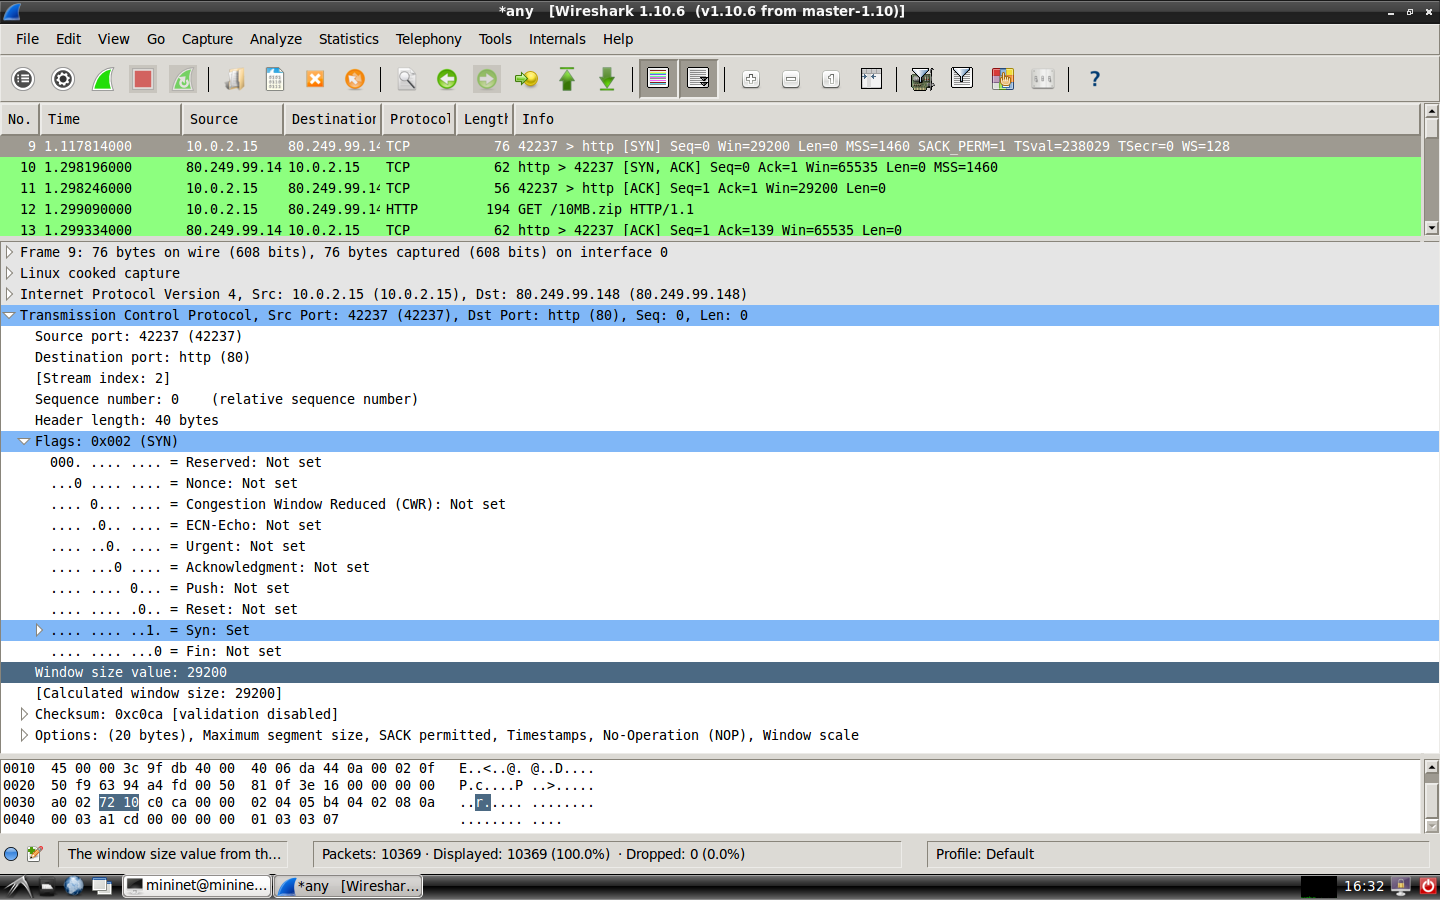 *any   [Wireshark 1.10.6  (v1.10.6 from master-1.10)]
File Edit View Go Capture Analyze Statistics Telephony Tools Internals Help
No. Time Source Destination Protocol Length Info
9 1.117814000 10.0.2.15 80.249.99.14 TCP 76 42237 > http [SYN] Seq=0 Win=29200 Len=0 MSS=1460 SACK_PERM=1 TSval=238029 TSecr=0 WS=128
10 1.298196000 80.249.99.14 10.0.2.15 TCP 62 http > 42237 [SYN, ACK] Seq=0 Ack=1 Win=65535 Len=0 MSS=1460
11 1.298246000 10.0.2.15 80.249.99.14 TCP 56 42237 > http [ACK] Seq=1 Ack=1 Win=29200 Len=0
12 1.299090000 10.0.2.15 80.249.99.14 HTTP 194 GET /10MB.zip HTTP/1.1
13 1.299334000 80.249.99.14 10.0.2.15 TCP 62 http > 42237 [ACK] Seq=1 Ack=139 Win=65535 Len=0
Frame 9: 76 bytes on wire (608 bits), 76 bytes captured (608 bits) on interface 0
Linux cooked capture
Internet Protocol Version 4, Src: 10.0.2.15 (10.0.2.15), Dst: 80.249.99.148 (80.249.99.148)
Transmission Control Protocol, Src Port: 42237 (42237), Dst Port: http (80), Seq: 0, Len: 0
Source port: 42237 (42237)
Destination port: http (80)
[Stream index: 2]
Sequence number: 0    (relative sequence number)
Header length: 40 bytes
Flags: 0x002 (SYN)
000. .... .... = Reserved: Not set
...0 .... .... = Nonce: Not set
.... 0... .... = Congestion Window Reduced (CWR): Not set
.... .0.. .... = ECN-Echo: Not set
.... ..0. .... = Urgent: Not set
.... ...0 .... = Acknowledgment: Not set
.... .... 0... = Push: Not set
.... .... .0.. = Reset: Not set
.... .... ..1. = Syn: Set
.... .... ...0 = Fin: Not set
Window size value: 29200
[Calculated window size: 29200]
Checksum: 0xc0ca [validation disabled]
Options: (20 bytes), Maximum segment size, SACK permitted, Timestamps, No-Operation (NOP), Window scale
0010  45 00 00 3c 9f db 40 00  40 06 da 44 0a 00 02 0f   E..<..@. @..D....
0020  50 f9 63 94 a4 fd 00 50  81 0f 3e 16 00 00 00 00   P.c....P ..>.....
0030  a0 02 72 10 c0 ca 00 00  02 04 05 b4 04 02 08 0a   ..r..... ........
0040  00 03 a1 cd 00 00 00 00  01 03 03 07               ........ ....
The window size value from th... Packets: 10369 · Displayed: 10369 (100.0%)  · Dropped: 0 (0.0%) Profile: Default
mininet@minine... *any   [Wireshar... 16:32